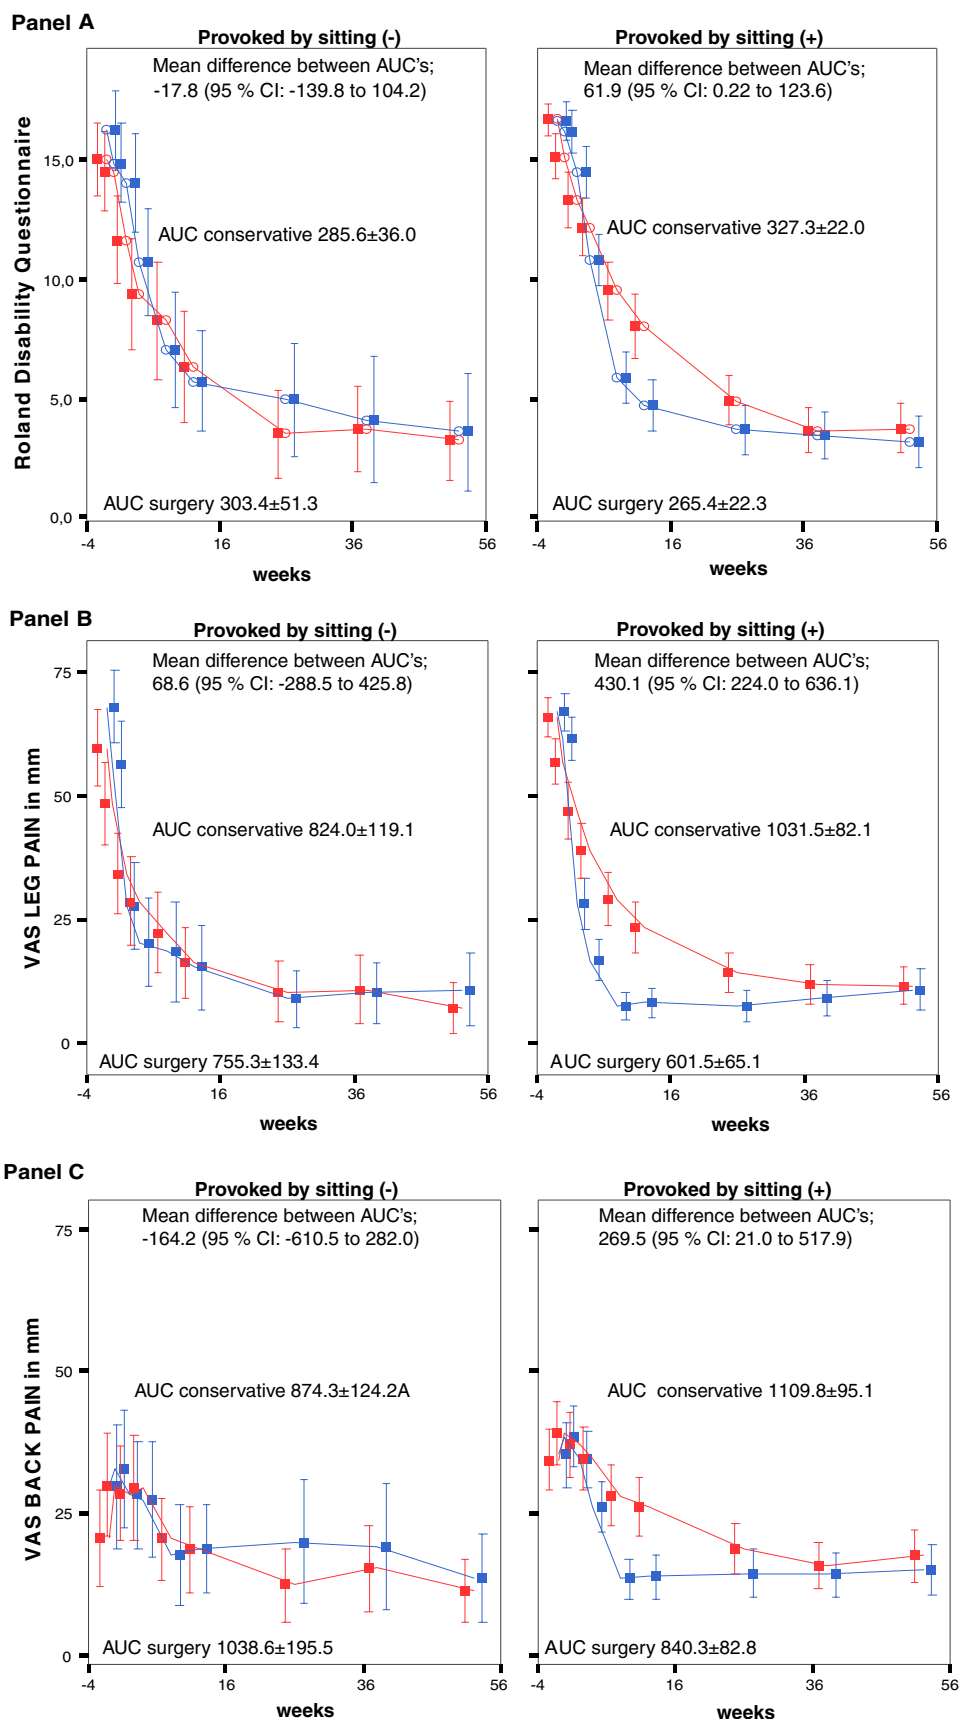 Panel A
Provoked by sitting (-)
Provoked by sitting (+)
Mean difference between AUC's;
-17.8 (95 % CI: -139.8 to 104.2)
Mean difference between AUC's;
61.9 (95 % CI: 0.22 to 123.6)
Roland Disability Questionnaire
15,0
10,0
5,0
0,0
AUC conservative 285.6±36.0
AUC conservative 327.3±22.0
AUC surgery 303.4±51.3
AUC surgery 265.4±22.3
-4 16 36 56
-4 16 36 56
weeks
weeks
Panel B
Provoked by sitting (-)
Provoked by sitting (+)
Mean difference between AUC's;
68.6 (95 % CI: -288.5 to 425.8)
Mean difference between AUC's;
430.1 (95 % CI: 224.0 to 636.1)
VAS LEG PAIN in mm
75
50
25
0
AUC conservative 824.0±119.1
AUC conservative 1031.5±82.1
AUC surgery 755.3±133.4
AUC surgery 601.5±65.1
-4 16 36 56
-4 16 36 56
weeks
weeks
Panel C
Provoked by sitting (-)
Provoked by sitting (+)
Mean difference between AUC's;
-164.2 (95 % CI: -610.5 to 282.0)
Mean difference between AUC's;
269.5 (95 % CI: 21.0 to 517.9)
VAS BACK PAIN in mm
75
50
25
0
AUC conservative 874.3±124.2A
AUC conservative 1109.8±95.1
AUC surgery 1038.6±195.5
AUC surgery 840.3±82.8
-4 16 36 56
-4 16 36 56
weeks
weeks